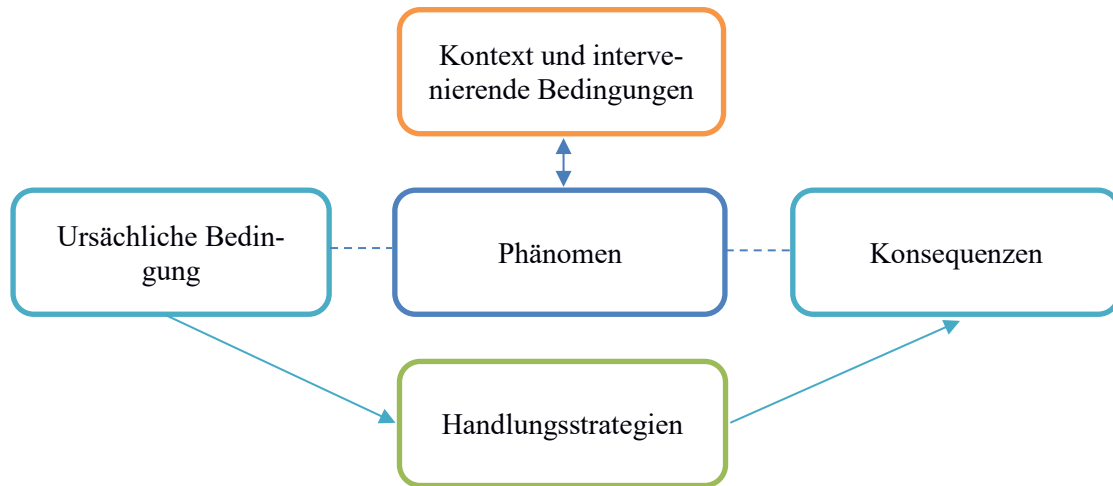 Kontext und interve-
nierende Bedingungen
Ursächliche Bedin-
gung
Phänomen
Konsequenzen
Handlungsstrategien